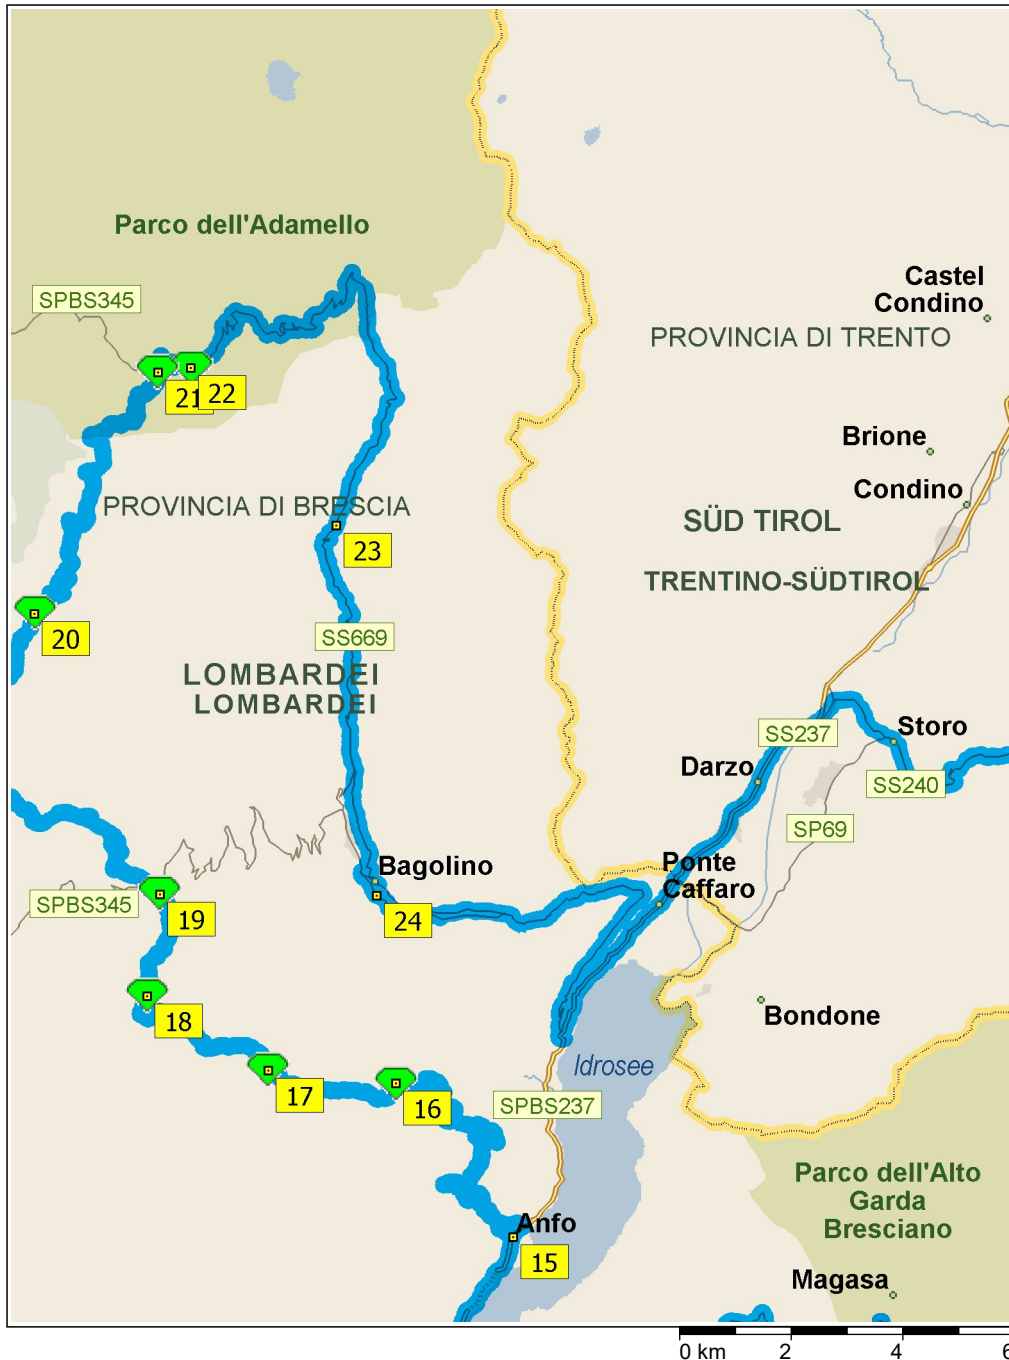 Parco dell'Adamello
SPBS345
Castel
Condino
PROVINCIA DI TRENTO
21
22
Brione
Condino
PROVINCIA DI BRESCIA
SÜD TIROL
23
TRENTINO-SÜDTIROL
20
SS669
LOMBARDEI
LOMBARDEI
Storo
SS237
Darzo
SS240
SP69
Ponte
Caffaro
Bagolino
SPBS345
19
24
18
Bondone
Idrosee
17
16
SPBS237
Parco dell'Alto
Garda
Bresciano
Anfo
15
Magasa
0 km
2
4
6